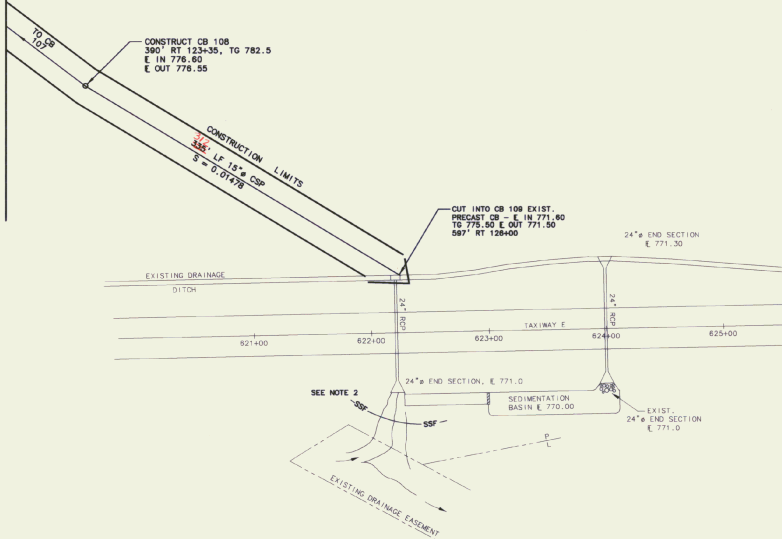 TO CB
107
CONSTRUCT CB 108
390' RT 123+35, TG 782.5
E IN 776.60
E OUT 776.55
CONSTRUCTION LIMITS
312
335' LF 15"ø CSP
S = 0.01478
CUT INTO CB 109 EXIST.
PRECAST CB - E IN 771.60
TG 775.50 E OUT 771.50
597' RT 126+00
24"ø END SECTION
E 771.30
EXISTING DRAINAGE
DITCH
24" RCP
24" RCP
TAXIWAY E
621+00
622+00
623+00
624+00
625+00
24"ø END SECTION, E 771.0
SEE NOTE 2
SSF
SSF
SEDIMENTATION
BASIN E 770.00
EXIST.
24"ø END SECTION
E 771.0
P
L
EXISTING DRAINAGE EASEMENT